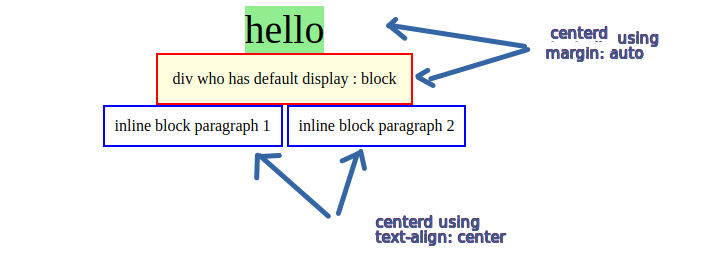 hello
centerd using
margin: auto
div who has default display : block
inline block paragraph 1
inline block paragraph 2
centerd using
text-align: center